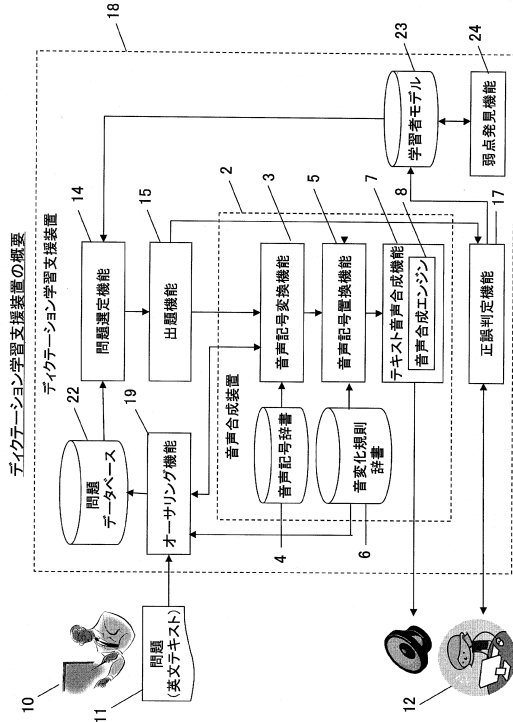 ディクテーション学習支援装置の概要
ディクテーション学習支援装置
18
10
11
問題
(英文テキスト)
22
問題
データベース
19
オーサリング機能
14
問題選定機能
15
出題機能
音声合成装置
2
音声記号辞書
4
音変化規則
辞書
6
音声記号変換機能
3
音声記号置換機能
5
テキスト音声合成機能
7
音声合成エンジン
8
12
23
学習者モデル
24
弱点発見機能
17
正誤判定機能